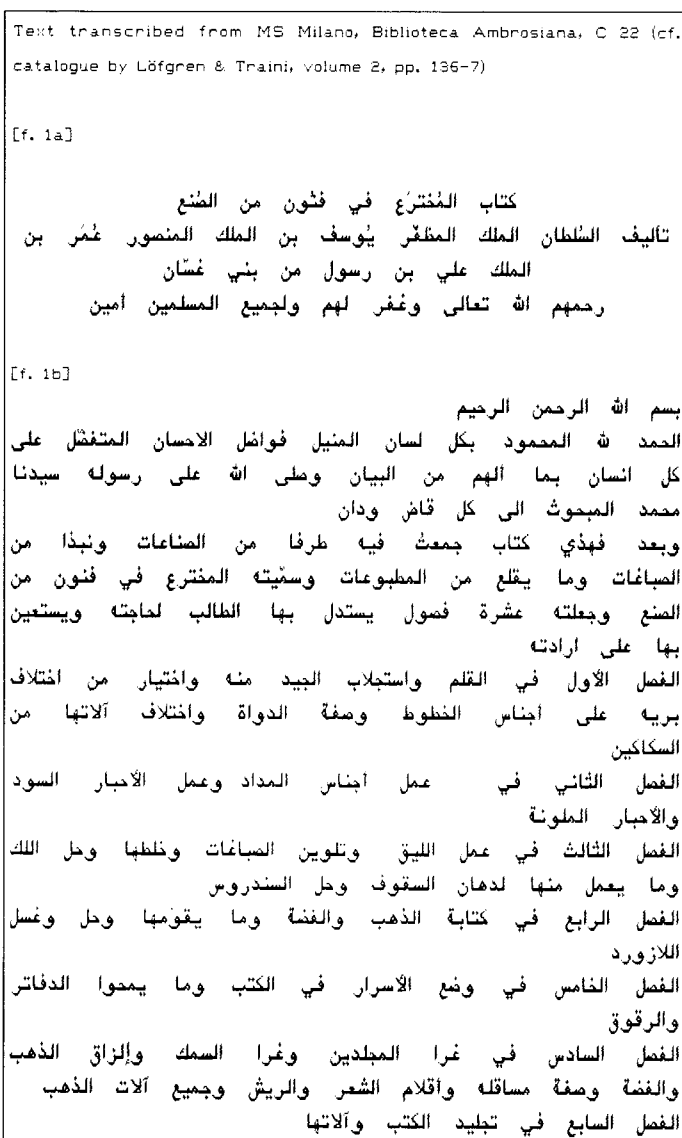 Text transcribed from MS Milano, Biblioteca Ambrosiana, C 22 (cf.
catalogue by Löfgren & Traini, volume 2, pp. 136-7)
[f. 1a]
كتاب المُخترَع في فنُون من الصُنع
تأليف السُلطان الملك المظفّر يُوسف بن الملك المنصور عُمَر بن
الملك علي بن رسول من بني غسّان
رحمهم الله تعالى وغفر لهم ولجميع المسلمين آمين
[f. 1b]
بسم الله الرحمن الرحيم
الحمد لله المحمود بكل لسان المنيل فواضل الاحسان المتفضّل على
كل انسان بما ألهم من البيان وصلى الله على رسوله سيدنا
محمد المبحوث الى كل قاض ودان
وبعد فهذي كتاب جمعتُ فيه طرفا من الصناعات ونبذا من
الصباغات وما يقلع من المطبوعات وسمّيته المخترع في فنون من
الصنع وجعلته عشرة فصول يستدل بها الطالب لحاجته ويستعين
بها على ارادته
الفصل الأول في القلم واستجلاب الجيد منه واختيار من اختلاف
بريه على أجناس الخطوط وصفة الدواة واختلاف آلاتها من
السكاكين
الفصل الثاني في عمل أجناس المداد وعمل الأحبار السود
والأحبار الملونة
الفصل الثالث في عمل الليق وتلوين الصباغات وخلطها وحل اللك
وما يعمل منها لدهان السقوف وحل السندروس
الفصل الرابع في كتابة الذهب والفضة وما يقوّمها وحل وغسل
اللازورد
الفصل الخامس في وضع الأسرار في الكتب وما يمحوا الدفاتر
والرقوق
الفصل السادس في غرا المجلدين وغرا السمك وإلزاق الذهب
والفضة وصفة مساقله وأقلام الشعر والريش وجميع آلات الذهب
الفصل السابع في تجليد الكتب وآلاتها